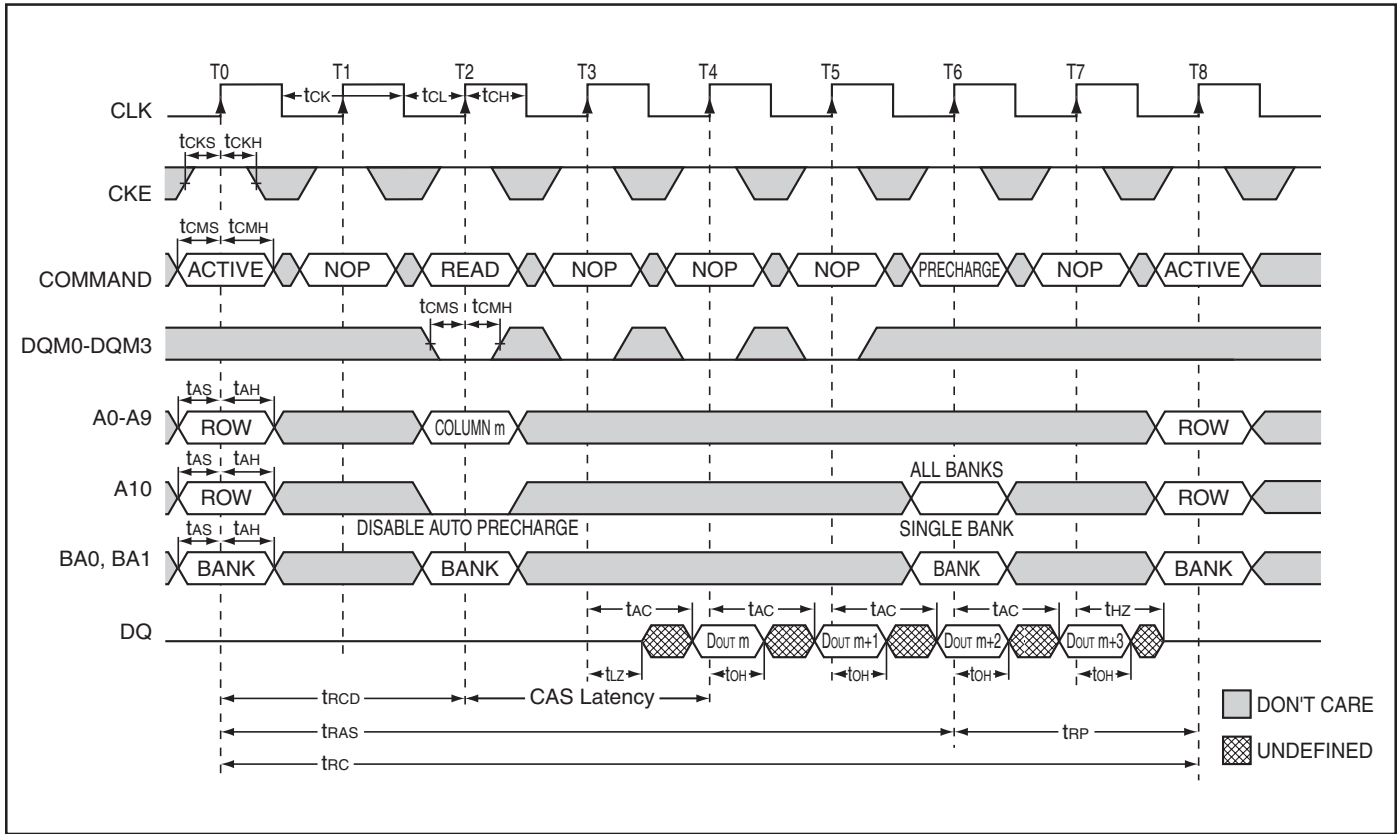 T0 T1 T2 T3 T4 T5 T6 T7 T8
tCK tCL tCH
CLK
tCKS tCKH
CKE
tCMS tCMH
COMMAND ACTIVE NOP READ NOP NOP NOP PRECHARGE NOP ACTIVE
tCMS tCMH
DQM0-DQM3
tAS tAH
A0-A9 ROW COLUMN m ROW
tAS tAH ALL BANKS
A10 ROW ROW
DISABLE AUTO PRECHARGE SINGLE BANK
tAS tAH
BA0, BA1 BANK BANK BANK BANK
tAC tAC tAC tAC tHZ
DQ DOUT m DOUT m+1 DOUT m+2 DOUT m+3
tLZ tOH tOH tOH tOH
tRCD CAS Latency
DON'T CARE
tRAS tRP
UNDEFINED
tRC